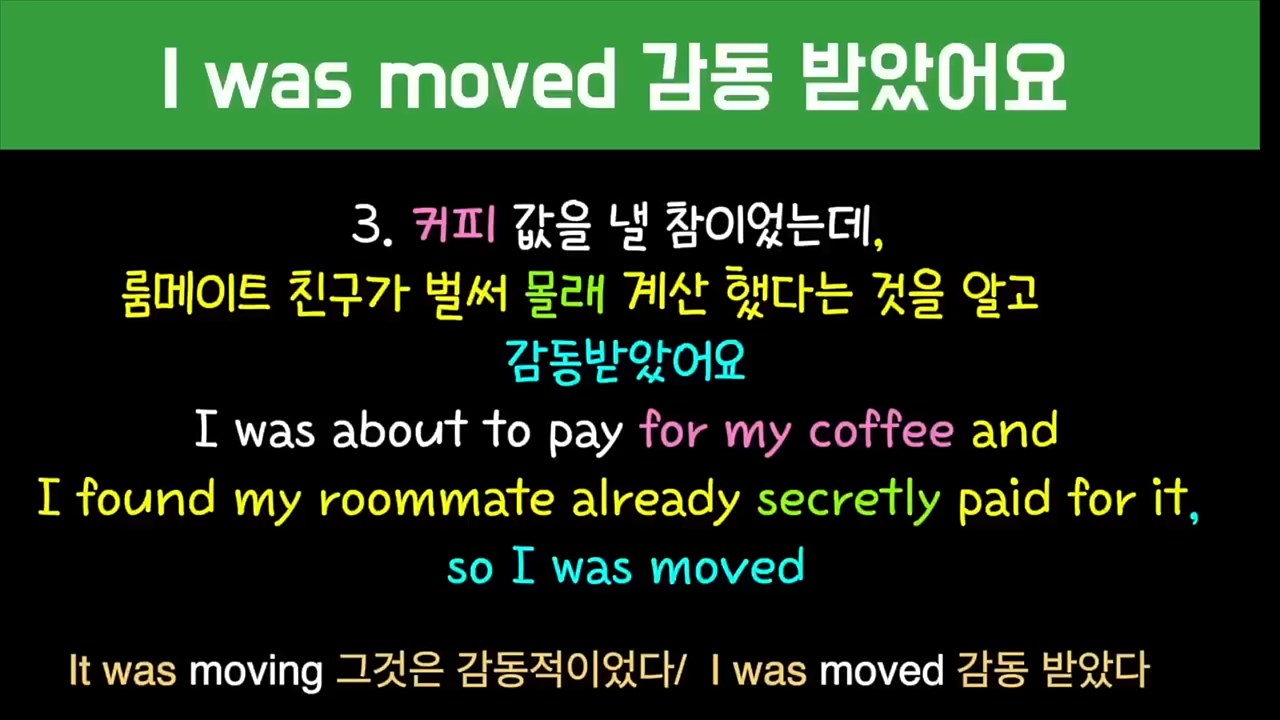 I was moved 감동 받았어요
3. 커피 값을 낼 참이었는데,
룸메이트 친구가 벌써 몰래 계산 했다는 것을 알고
감동받았어요
I was about to pay for my coffee and
I found my roommate already secretly paid for it,
so I was moved
It was moving 그것은 감동적이었다/ I was moved 감동 받았다